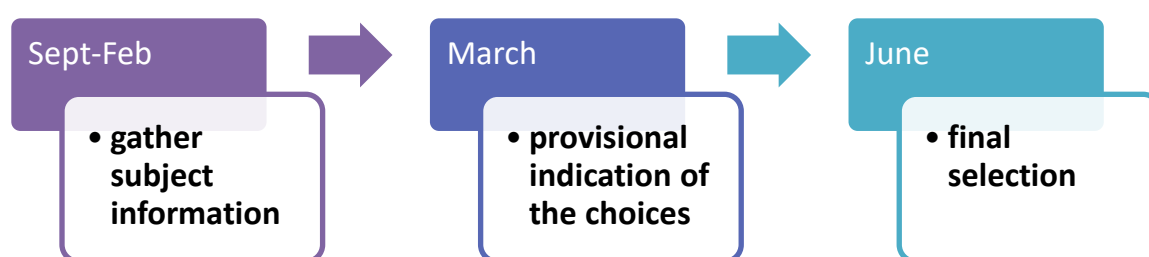 Sept-Feb
• gather
subject
information
March
• provisional
indication of
the choices
June
• final
selection